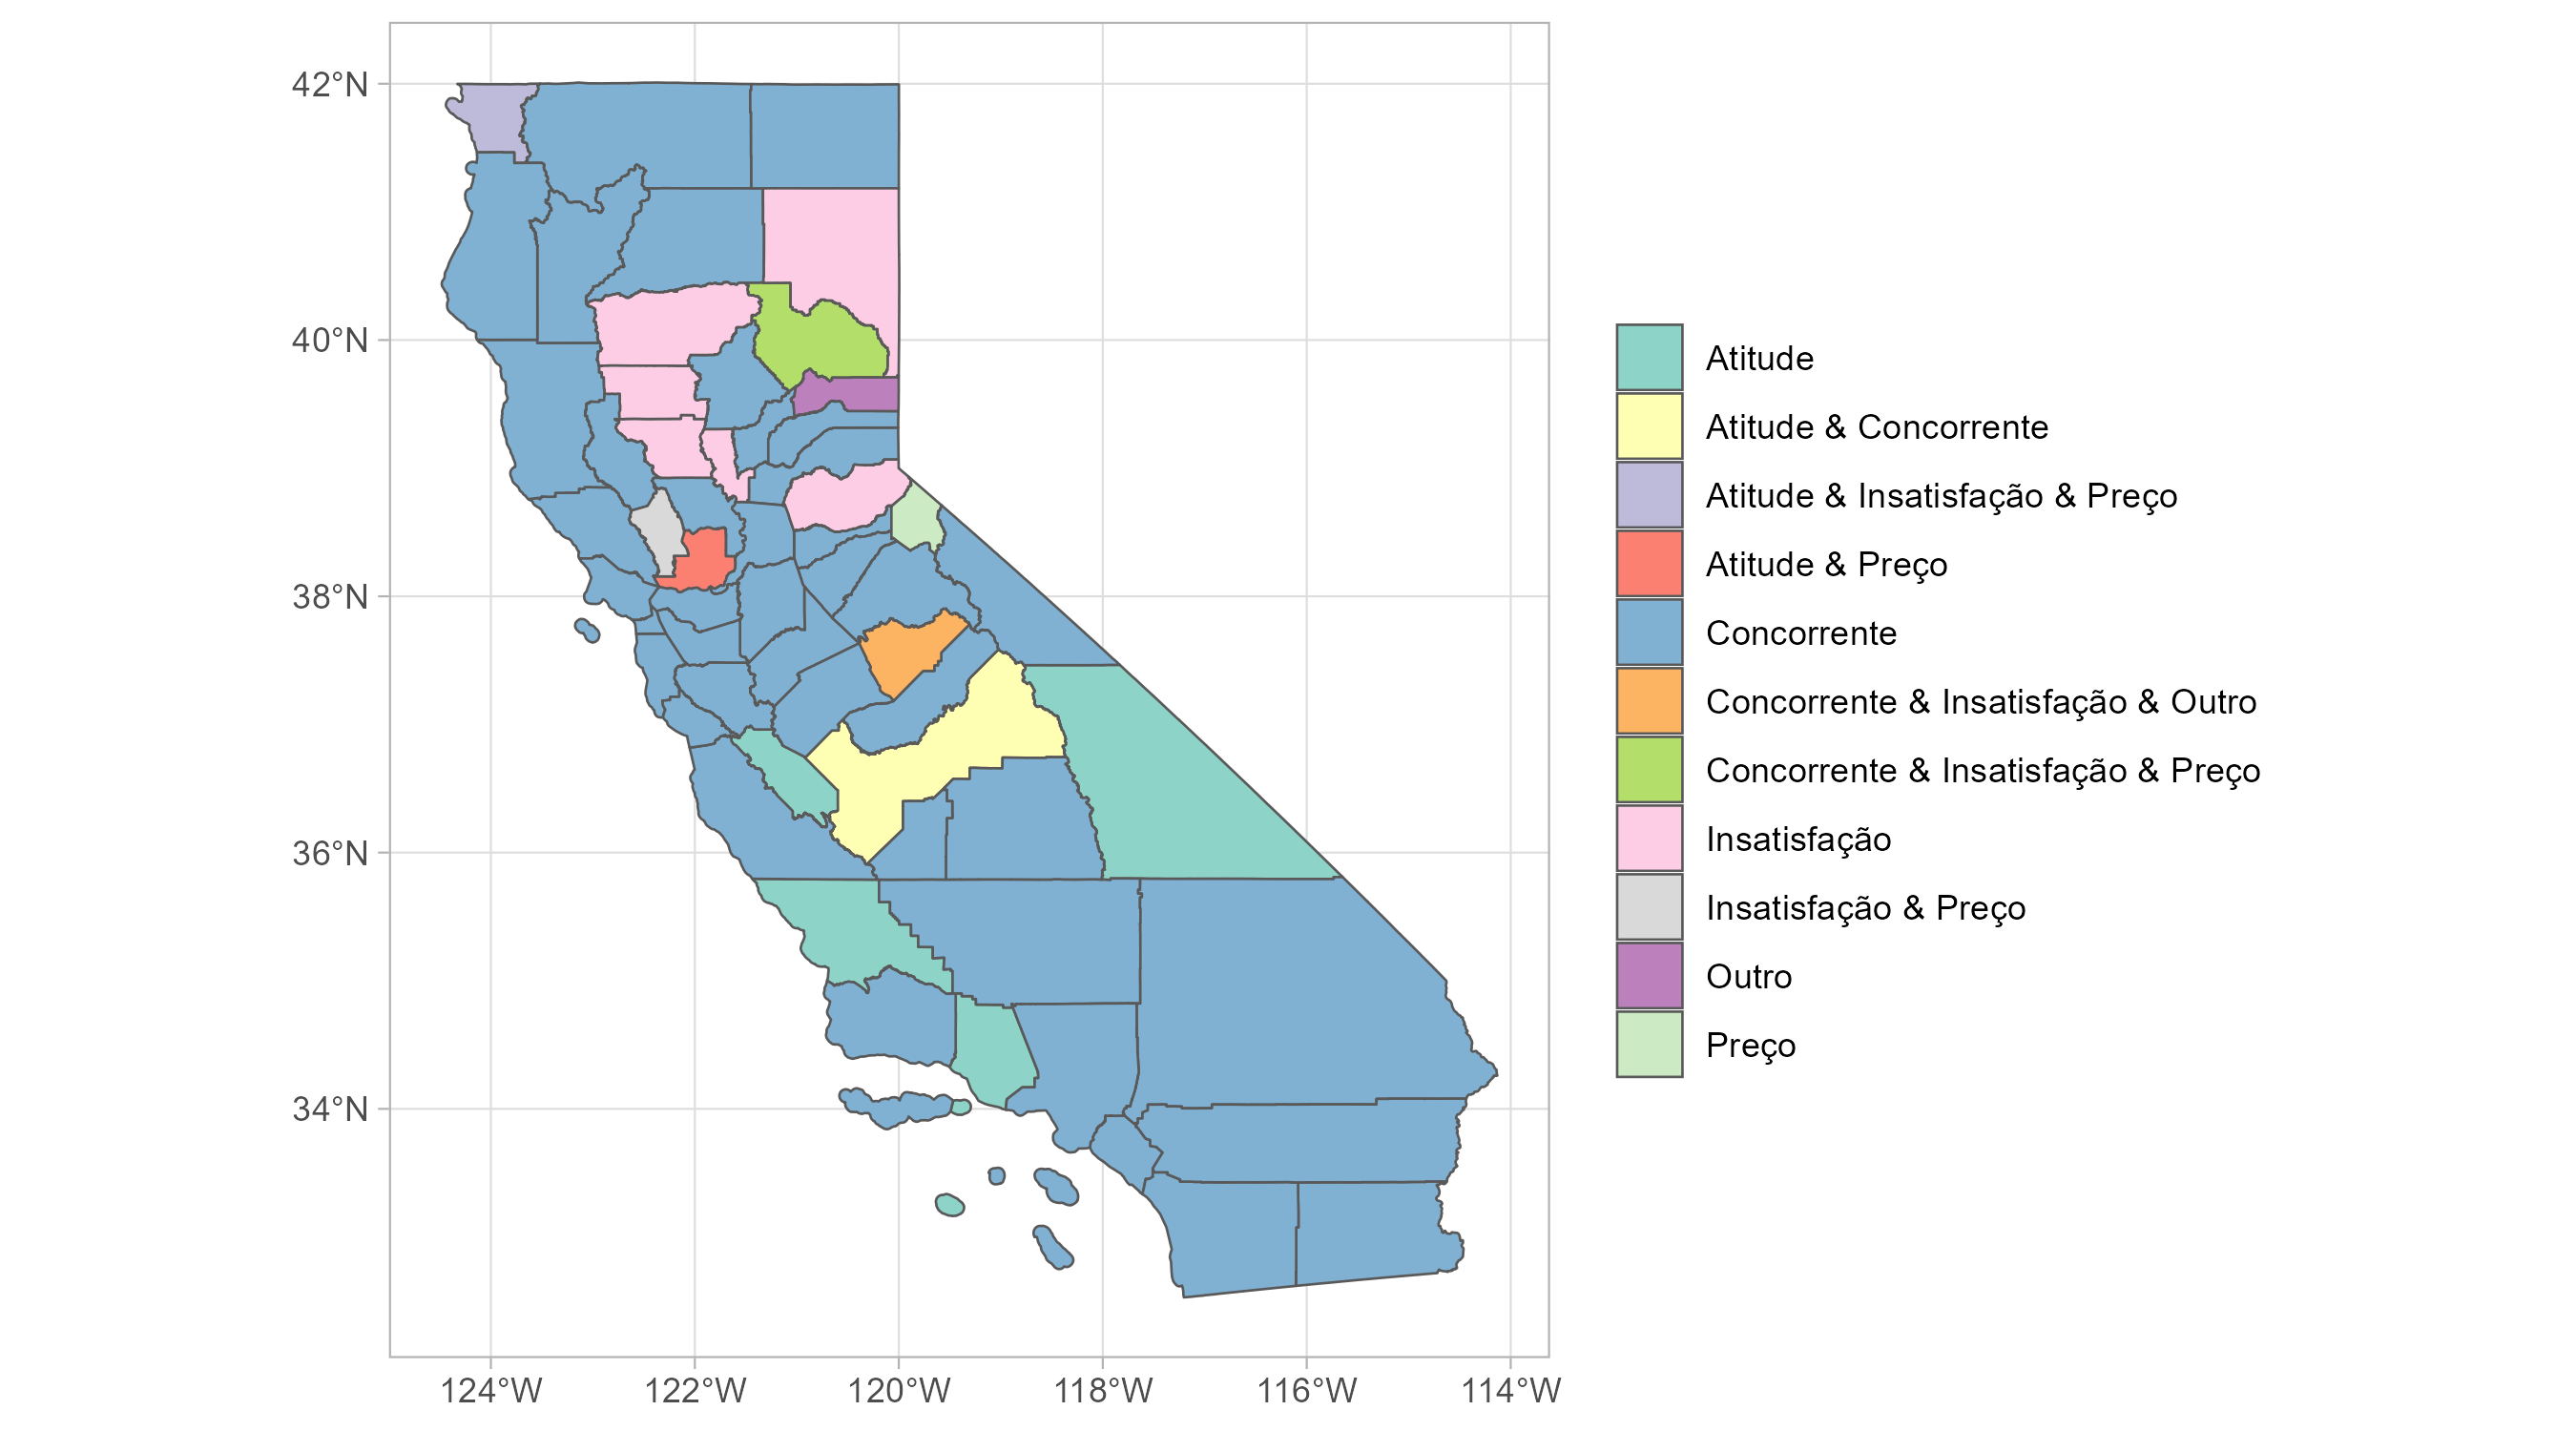 42°N
40°N
38°N
36°N
34°N
124°W
122°W
120°W
118°W
116°W
114°W
Atitude
Atitude & Concorrente
Atitude & Insatisfação & Preço
Atitude & Preço
Concorrente
Concorrente & Insatisfação & Outro
Concorrente & Insatisfação & Preço
Insatisfação
Insatisfação & Preço
Outro
Preço